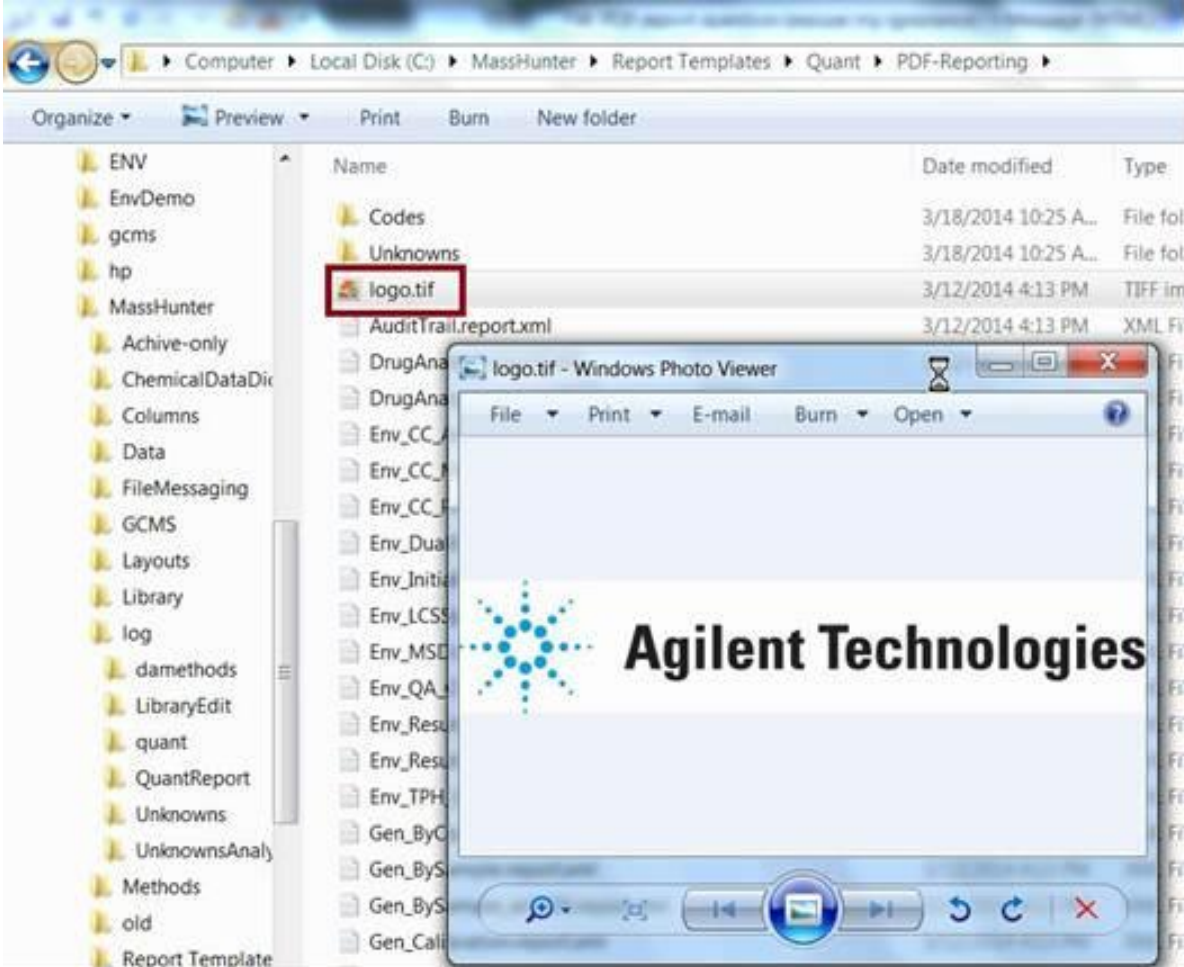 Computer ▸ Local Disk (C:) ▸ MassHunter ▸ Report Templates ▸ Quant ▸ PDF-Reporting ▸
Organize Preview Print Burn New folder
ENV
EnvDemo
gcms
hp
MassHunter
Achive-only
ChemicalDataDic
Columns
Data
FileMessaging
GCMS
Layouts
Library
log
damethods
LibraryEdit
quant
QuantReport
Unknowns
UnknownsAnaly
Methods
old
Report Template
Name Date modified Type
Codes 3/18/2014 10:25 A... File fol
Unknowns 3/18/2014 10:25 A... File fol
logo.tif 3/12/2014 4:13 PM TIFF im
AuditTrail.report.xml 3/12/2014 4:13 PM XML Fi
DrugAna
DrugAna
Env_CC_
Env_CC_
Env_CC_
Env_Dua
Env_Initia
Env_LCSS
Env_MSD
Env_QA_
Env_Resu
Env_Resu
Env_TPH
Gen_ByC
Gen_BySa
Gen_ByS
Gen_Cali
logo.tif - Windows Photo Viewer
File Print E-mail Burn Open
Agilent Technologies